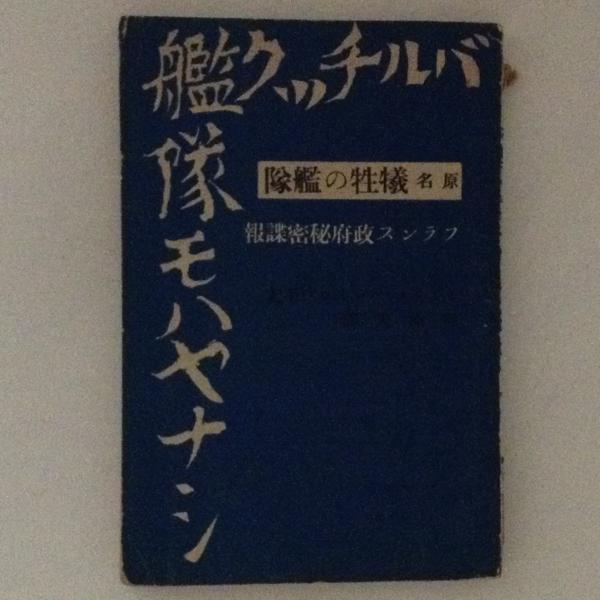 バルチック
艦隊モハヤナシ
原名 犠牲の艦隊
フランス政府秘密諜報